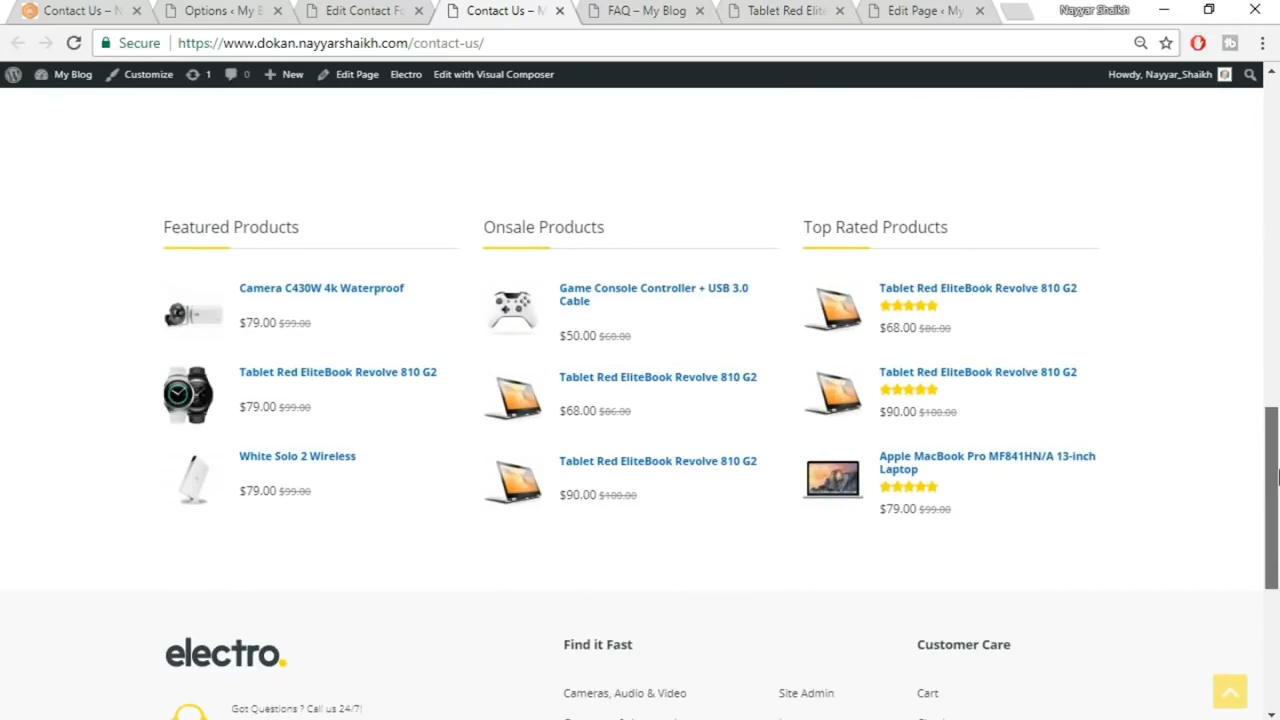 Contact Us – N
Options ‹ My B
Edit Contact Fo
Contact Us – M
FAQ – My Blog
Tablet Red Elite
Edit Page ‹ My
Nayyar Shaikh
Secure
https://www.dokan.nayyarshaikh.com/contact-us/
My Blog
Customize
1
0
New
Edit Page
Electro
Edit with Visual Composer
Howdy, Nayyar_Shaikh
Featured Products
Camera C430W 4k Waterproof
$79.00 $99.00
Tablet Red EliteBook Revolve 810 G2
$79.00 $99.00
White Solo 2 Wireless
$79.00 $99.00
Onsale Products
Game Console Controller + USB 3.0
Cable
$50.00 $60.00
Tablet Red EliteBook Revolve 810 G2
$68.00 $86.00
Tablet Red EliteBook Revolve 810 G2
$90.00 $100.00
Top Rated Products
Tablet Red EliteBook Revolve 810 G2
$68.00 $86.00
Tablet Red EliteBook Revolve 810 G2
$90.00 $100.00
Apple MacBook Pro MF841HN/A 13-inch
Laptop
$79.00 $99.00
electro.
Got Questions ? Call us 24/7!
Find it Fast
Cameras, Audio & Video
Site Admin
Customer Care
Cart